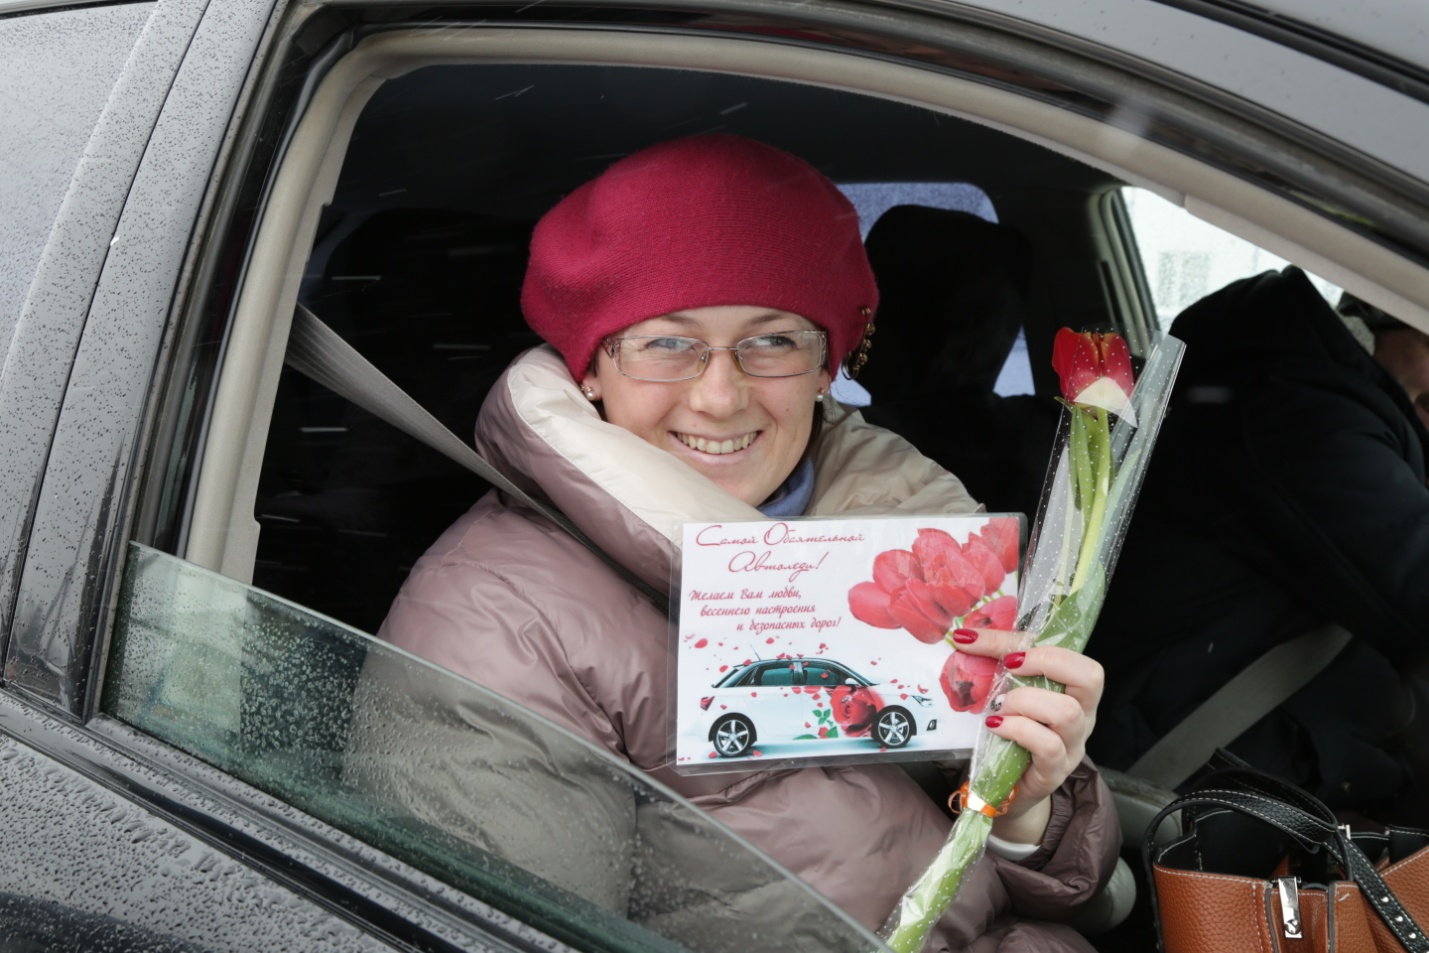 Самой Обаятельной
Автоледи!
Желаем Вам любви,
весеннего настроения
и безопасных дорог!